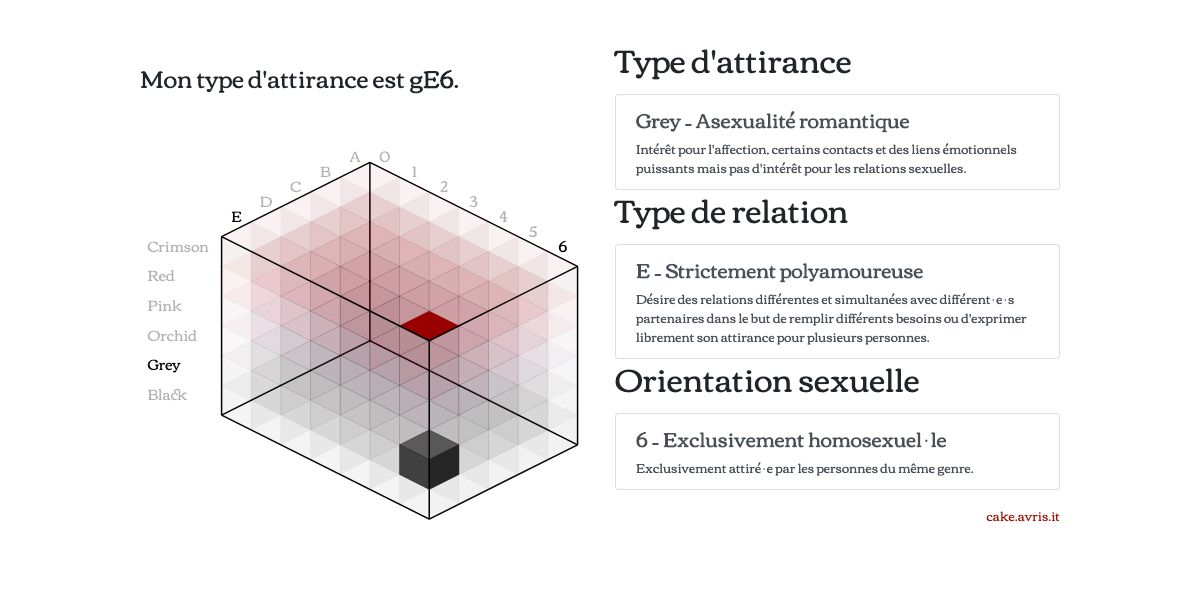 Mon type d'attirance est gE6.
A 0
B 1
C 2
D 3
E 4
5
6
Crimson
Red
Pink
Orchid
Grey
Black
Type d'attirance
Grey - Asexualité romantique
Intérêt pour l'affection, certains contacts et des liens émotionnels
puissants mais pas d'intérêt pour les relations sexuelles.
Type de relation
E - Strictement polyamoureuse
Désire des relations différentes et simultanées avec différent·e·s
partenaires dans le but de remplir différents besoins ou d'exprimer
librement son attirance pour plusieurs personnes.
Orientation sexuelle
6 - Exclusivement homosexuel·le
Exclusivement attiré·e par les personnes du même genre.
cake.avris.it